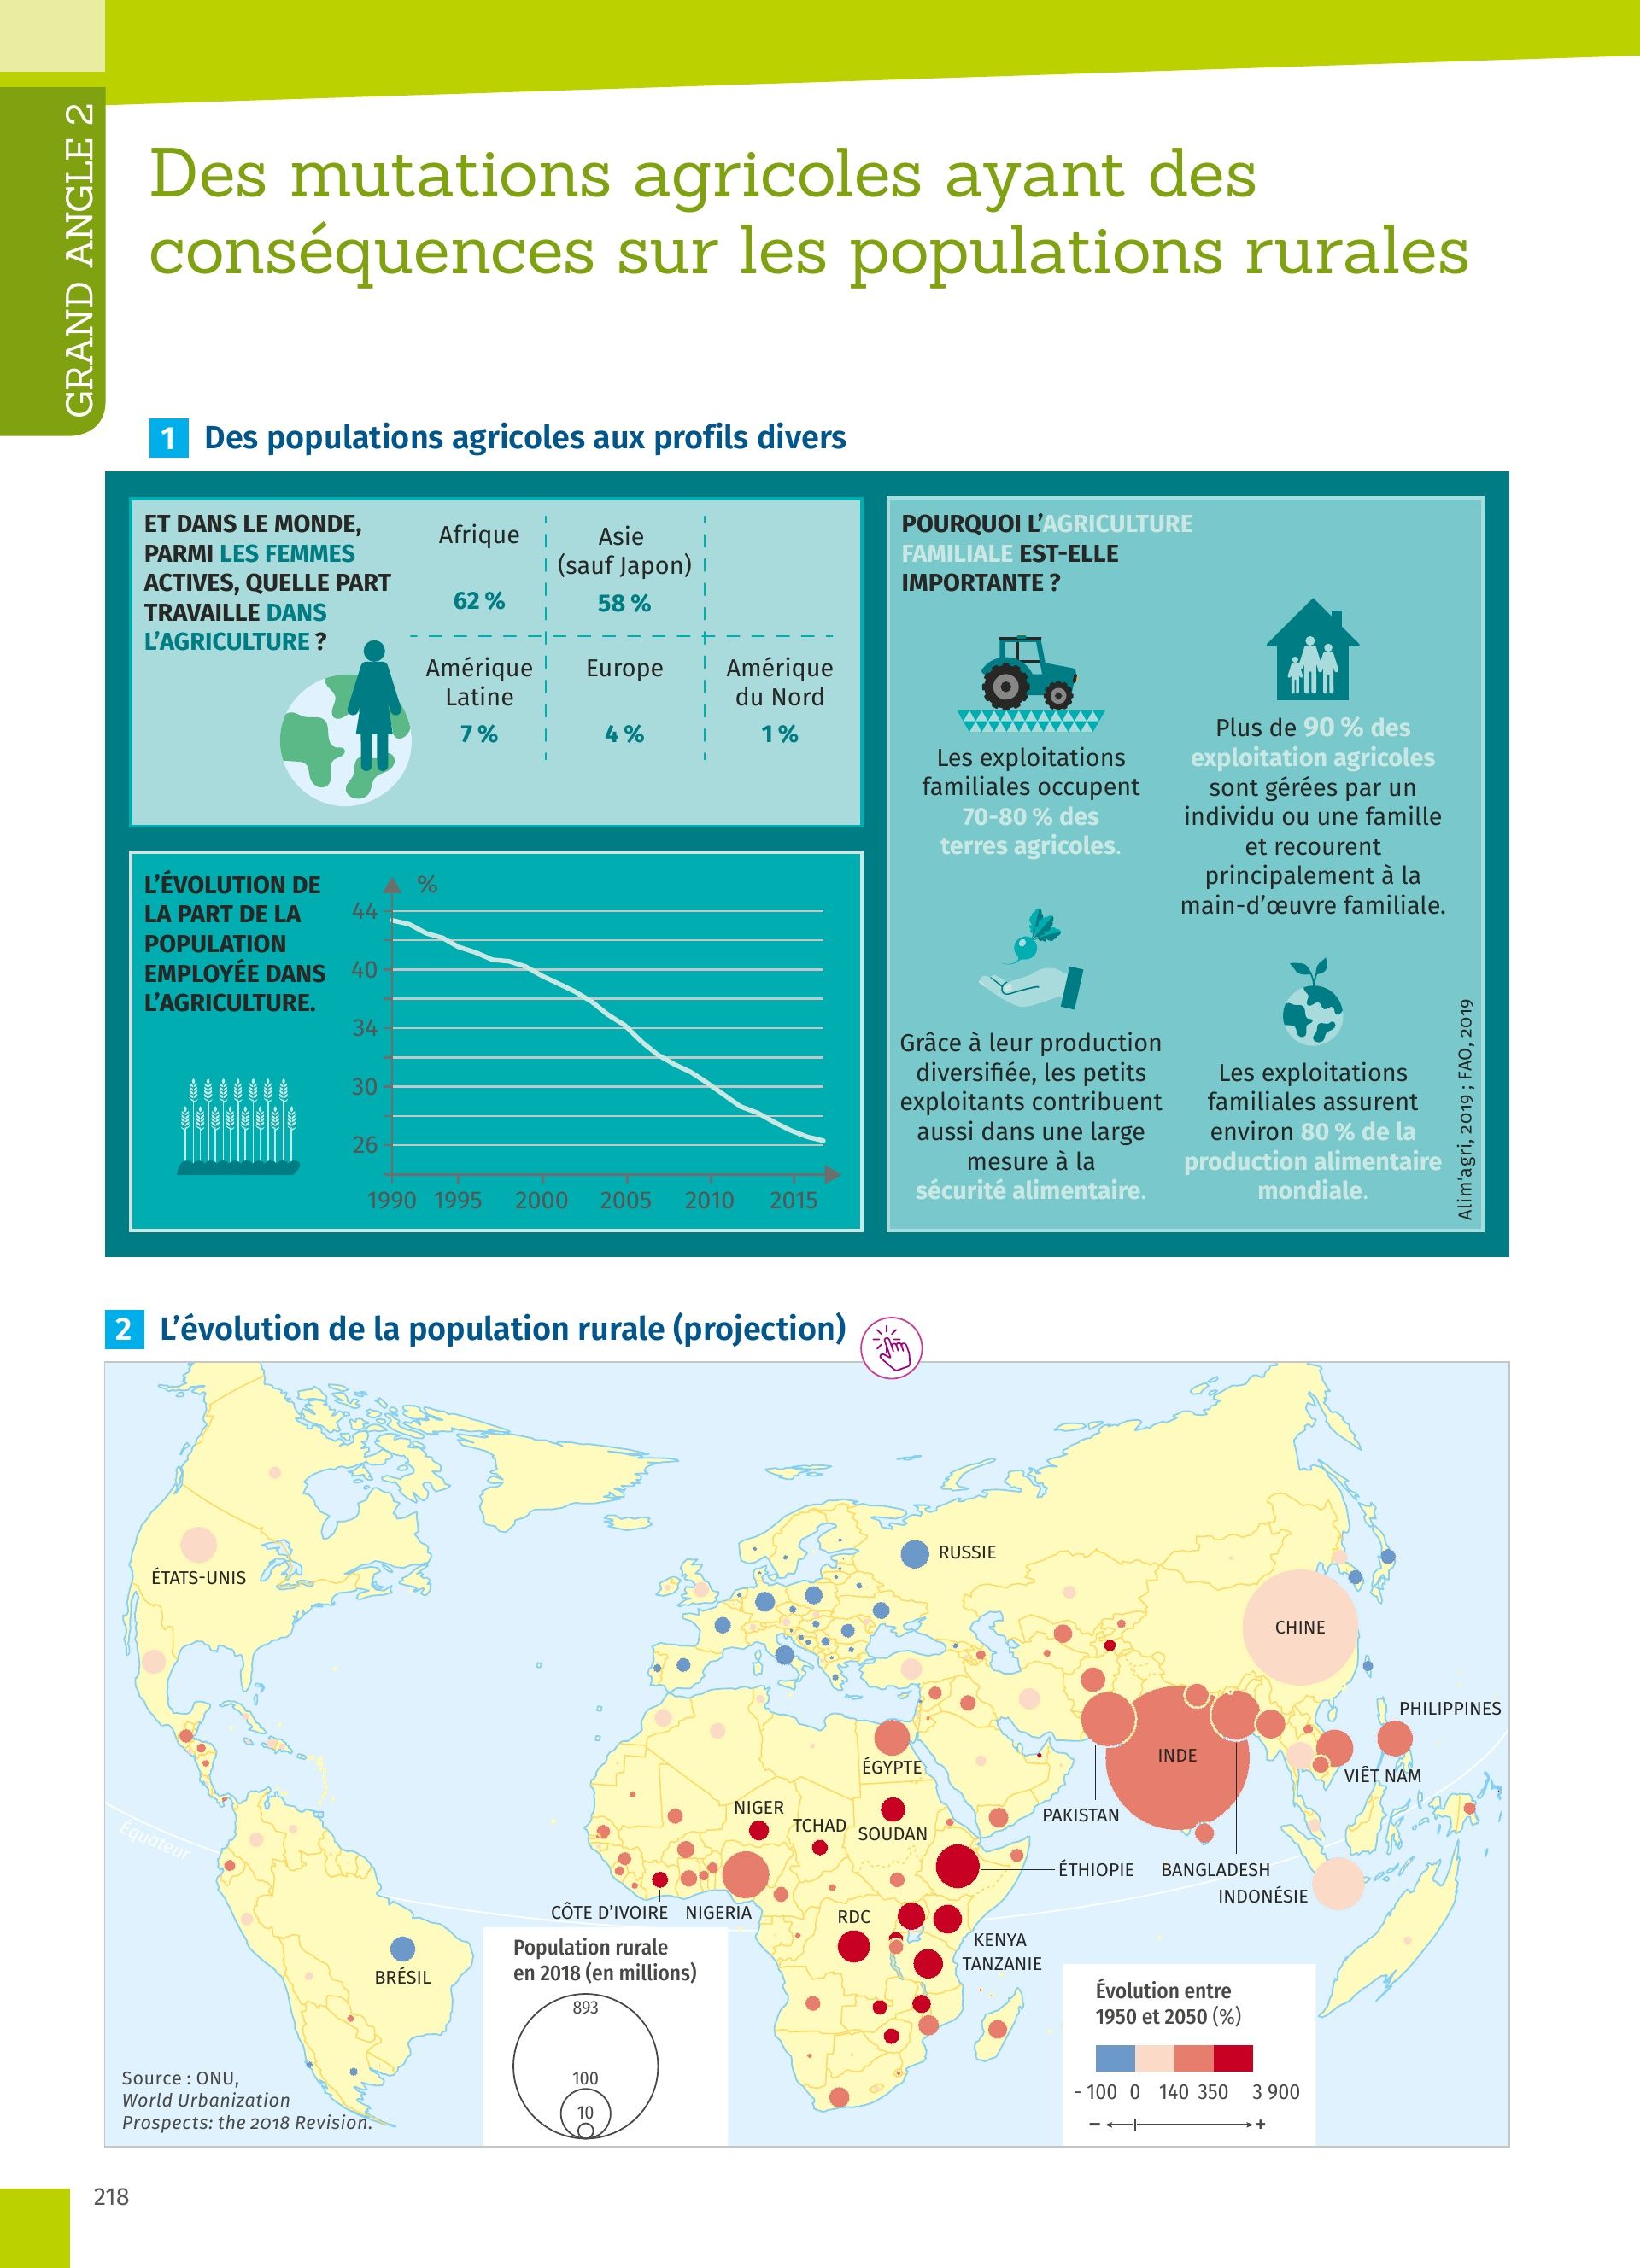 GRAND ANGLE 2
Des mutations agricoles ayant des
conséquences sur les populations rurales
1 Des populations agricoles aux profils divers
ET DANS LE MONDE,
PARMI LES FEMMES
ACTIVES, QUELLE PART
TRAVAILLE DANS
L'AGRICULTURE ?
Afrique
62 %
Asie
(sauf Japon)
58 %
Amérique
Latine
7 %
Europe
4 %
Amérique
du Nord
1 %
L'ÉVOLUTION DE
LA PART DE LA
POPULATION
EMPLOYÉE DANS
L'AGRICULTURE.
%
44
40
34
30
26
1990 1995 2000 2005 2010 2015
POURQUOI L'AGRICULTURE
FAMILIALE EST-ELLE
IMPORTANTE ?
Les exploitations
familiales occupent
70-80 % des
terres agricoles.
Plus de 90 % des
exploitation agricoles
sont gérées par un
individu ou une famille
et recourent
principalement à la
main-d'œuvre familiale.
Grâce à leur production
diversifiée, les petits
exploitants contribuent
aussi dans une large
mesure à la
sécurité alimentaire.
Les exploitations
familiales assurent
environ 80 % de la
production alimentaire
mondiale.
Alim'agri, 2019 ; FAO, 2019
2 L'évolution de la population rurale (projection)
RUSSIE
ÉTATS-UNIS
CHINE
PHILIPPINES
INDE
ÉGYPTE
VIÊT NAM
NIGER
PAKISTAN
TCHAD
SOUDAN
Équateur
ÉTHIOPIE
BANGLADESH
INDONÉSIE
CÔTE D'IVOIRE
NIGERIA
RDC
KENYA
TANZANIE
BRÉSIL
Population rurale
en 2018 (en millions)
893
100
10
Évolution entre
1950 et 2050 (%)
- 100 0 140 350 3 900
– +
Source : ONU,
World Urbanization
Prospects: the 2018 Revision.
218